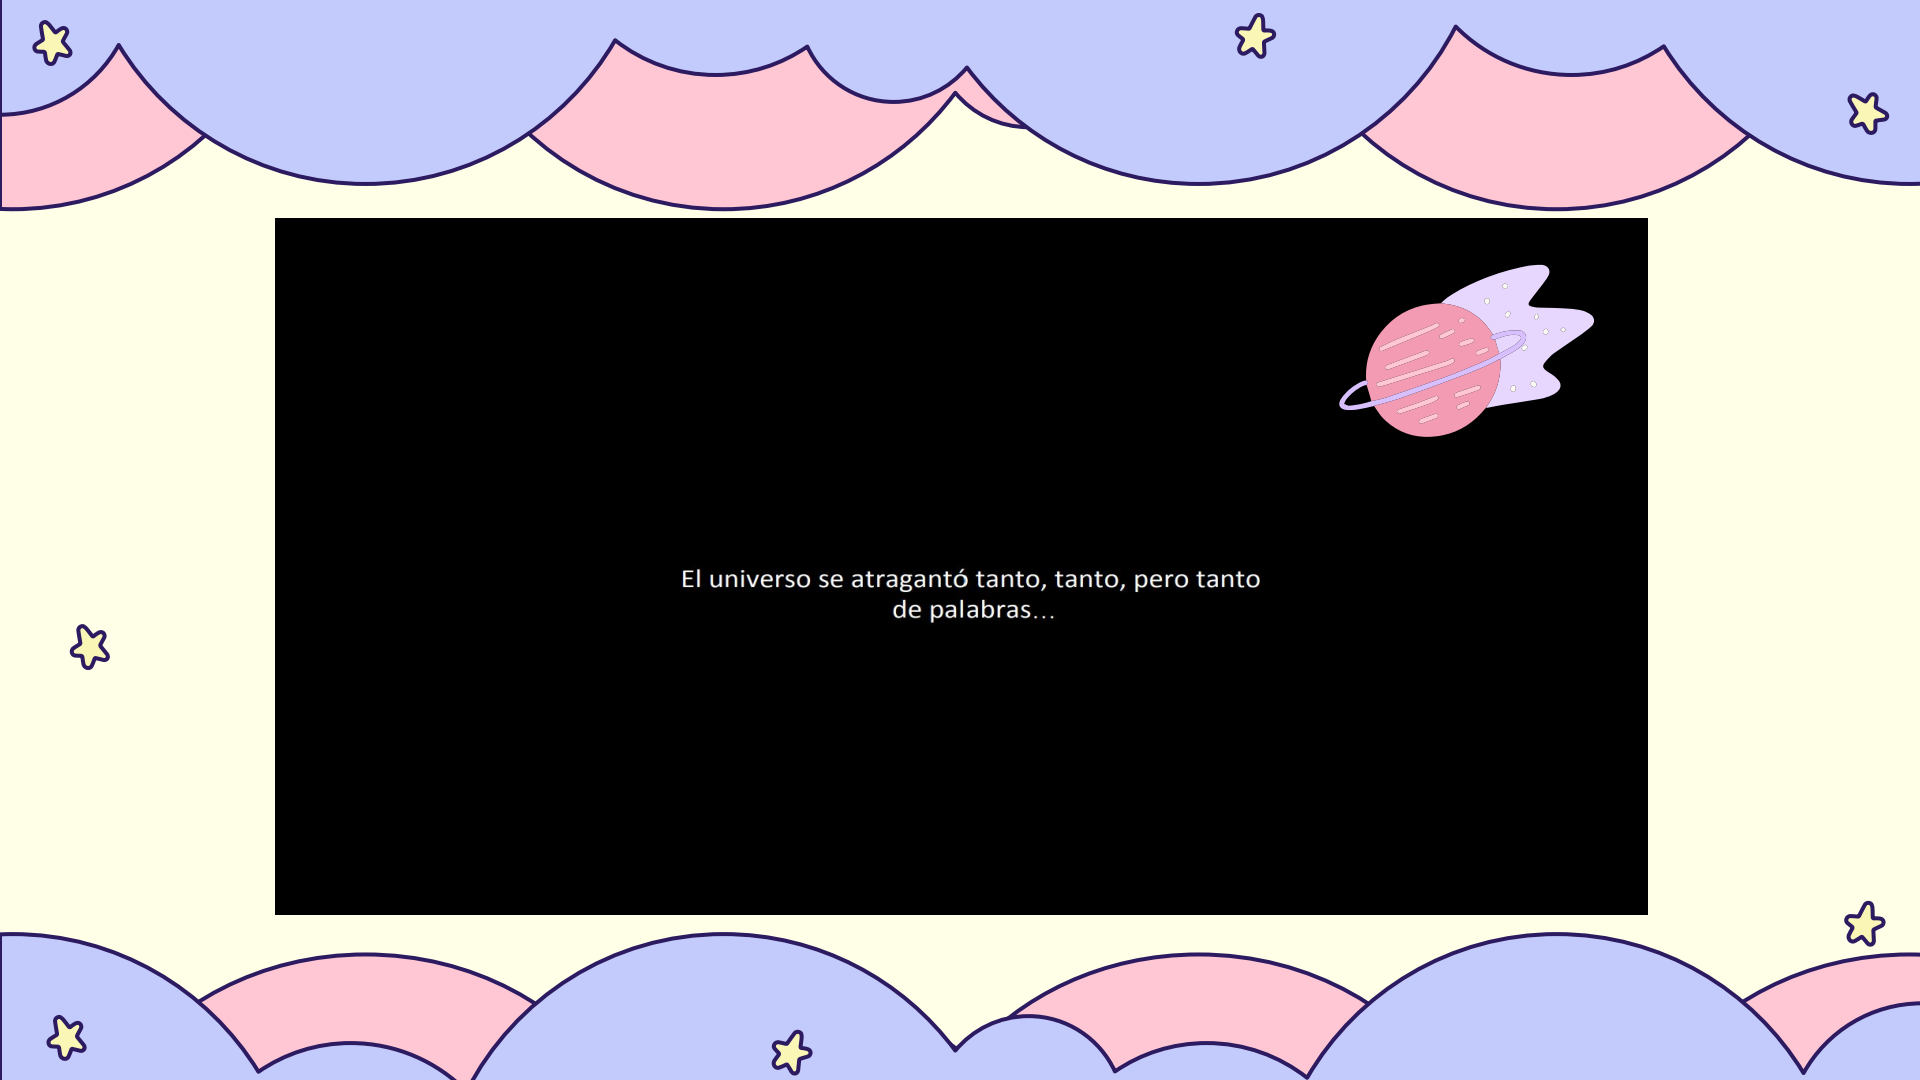 El universo se atragantó tanto, tanto, pero tanto
de palabras...